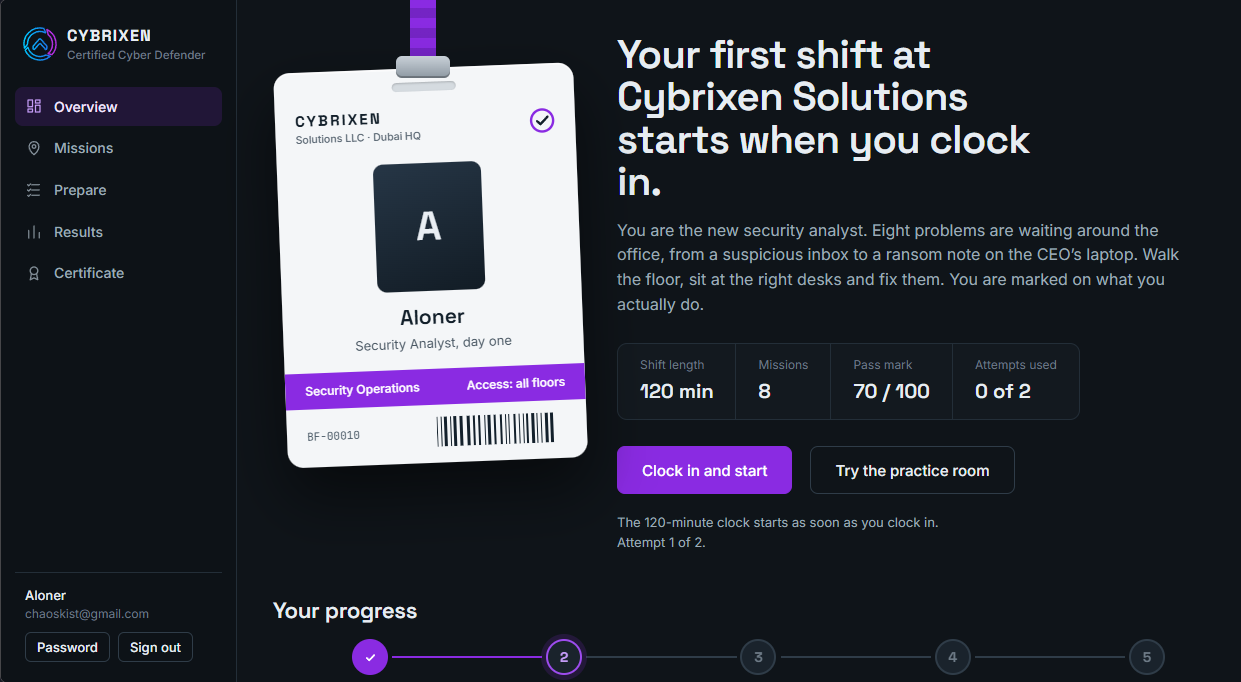 CYBRIXEN
Certified Cyber Defender
Overview
Missions
Prepare
Results
Certificate
Aloner
chaoskist@gmail.com
Password
Sign out
CYBRIXEN
Solutions LLC · Dubai HQ
A
Aloner
Security Analyst, day one
Security Operations
Access: all floors
BF-00010
Your first shift at
Cybrixen Solutions
starts when you clock
in.
You are the new security analyst. Eight problems are waiting around the
office, from a suspicious inbox to a ransom note on the CEO’s laptop. Walk
the floor, sit at the right desks and fix them. You are marked on what you
actually do.
Shift length
120 min
Missions
8
Pass mark
70 / 100
Attempts used
0 of 2
Clock in and start
Try the practice room
The 120-minute clock starts as soon as you clock in.
Attempt 1 of 2.
Your progress
2
3
4
5